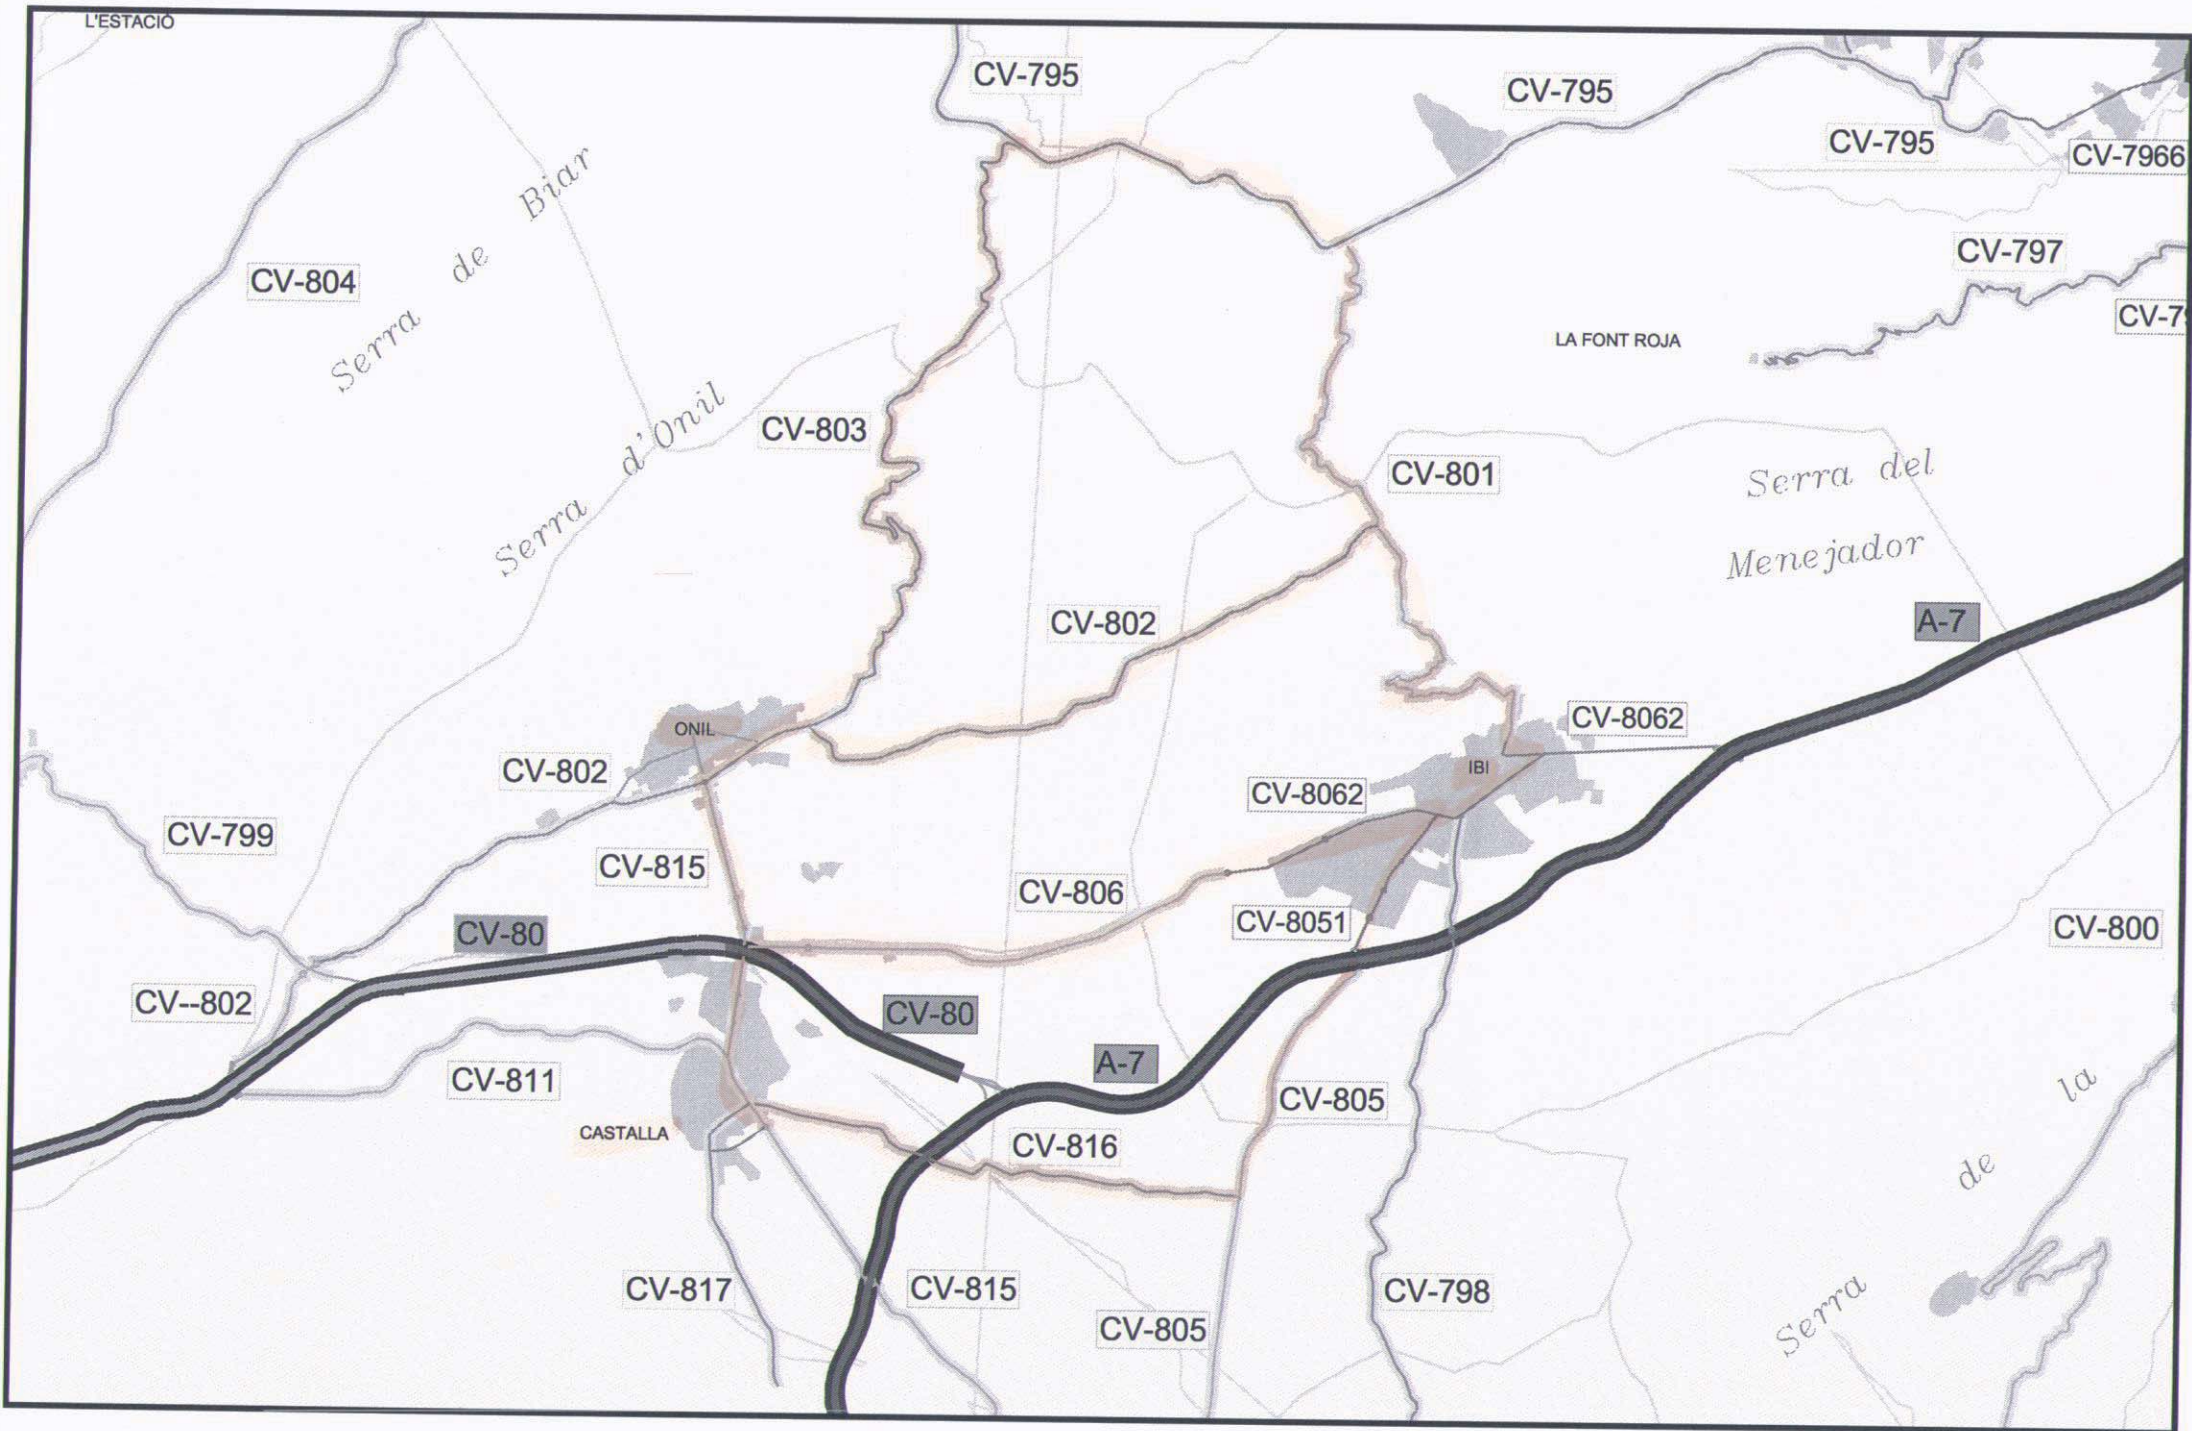 L'ESTACIÓ
CV-795
CV-795
CV-795
CV-7966
CV-804
Serra de Biar
CV-797
CV-79
LA FONT ROJA
CV-803
Serra d'Onil
CV-801
Serra del
Menejador
CV-802
A-7
ONIL
CV-8062
CV-802
IBI
CV-8062
CV-799
CV-815
CV-806
CV-8051
CV-800
CV-80
CV--802
CV-80
A-7
CV-811
CV-805
CASTALLA
CV-816
CV-817
CV-815
CV-798
CV-805
Serra de la